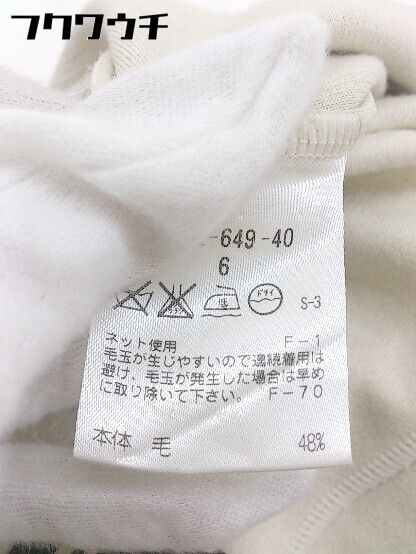 フクワウチ
-649-40
6
ドライ
S-3
ネット使用 F-1
毛玉が生じやすいので連続着用は
避け、毛玉が発生した場合は早め
に取り除いて下さい。 F-70
本体 毛 48%